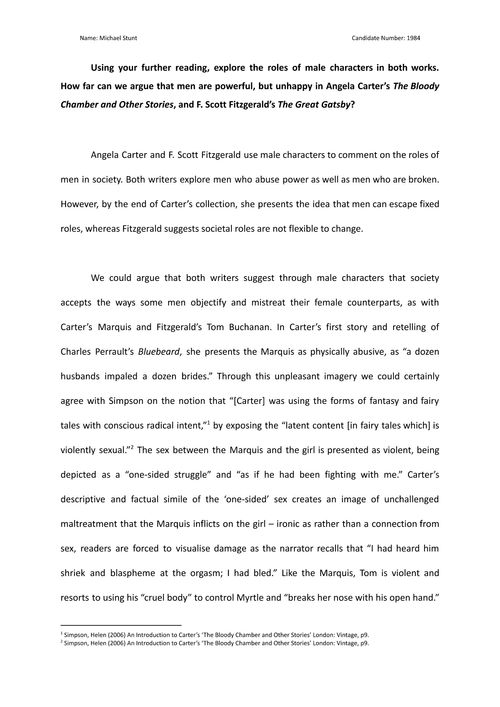 Name: Michael Stunt Candidate Number: 1984
Using your further reading, explore the roles of male characters in both works.
How far can we argue that men are powerful, but unhappy in Angela Carter's The Bloody
Chamber and Other Stories, and F. Scott Fitzgerald's The Great Gatsby?
Angela Carter and F. Scott Fitzgerald use male characters to comment on the roles of
men in society. Both writers explore men who abuse power as well as men who are broken.
However, by the end of Carter's collection, she presents the idea that men can escape fixed
roles, whereas Fitzgerald suggests societal roles are not flexible to change.
We could argue that both writers suggest through male characters that society
accepts the ways some men objectify and mistreat their female counterparts, as with
Carter's Marquis and Fitzgerald's Tom Buchanan. In Carter's first story and retelling of
Charles Perrault's Bluebeard, she presents the Marquis as physically abusive, as “a dozen
husbands impaled a dozen brides.” Through this unpleasant imagery we could certainly
agree with Simpson on the notion that “[Carter] was using the forms of fantasy and fairy
tales with conscious radical intent,”1 by exposing the “latent content [in fairy tales which] is
violently sexual.”2 The sex between the Marquis and the girl is presented as violent, being
depicted as a “one-sided struggle” and “as if he had been fighting with me.” Carter's
descriptive and factual simile of the ‘one-sided’ sex creates an image of unchallenged
maltreatment that the Marquis inflicts on the girl – ironic as rather than a connection from
sex, readers are forced to visualise damage as the narrator recalls that “I had heard him
shriek and blaspheme at the orgasm; I had bled.” Like the Marquis, Tom is violent and
resorts to using his “cruel body” to control Myrtle and “breaks her nose with his open hand.”
1 Simpson, Helen (2006) An Introduction to Carter's ‘The Bloody Chamber and Other Stories’ London: Vintage, p9.
2 Simpson, Helen (2006) An Introduction to Carter's ‘The Bloody Chamber and Other Stories’ London: Vintage, p9.